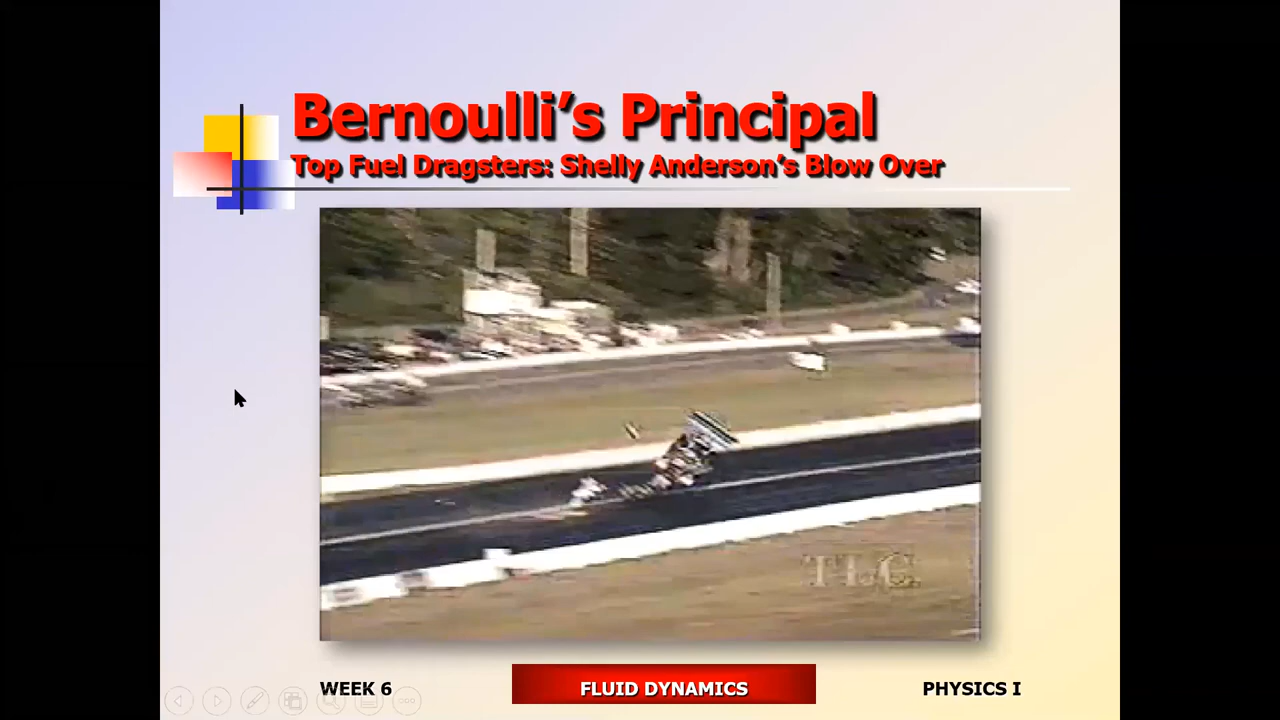 Bernoulli's Principal
Top Fuel Dragsters: Shelly Anderson's Blow Over
TLC
WEEK 6
FLUID DYNAMICS
PHYSICS I